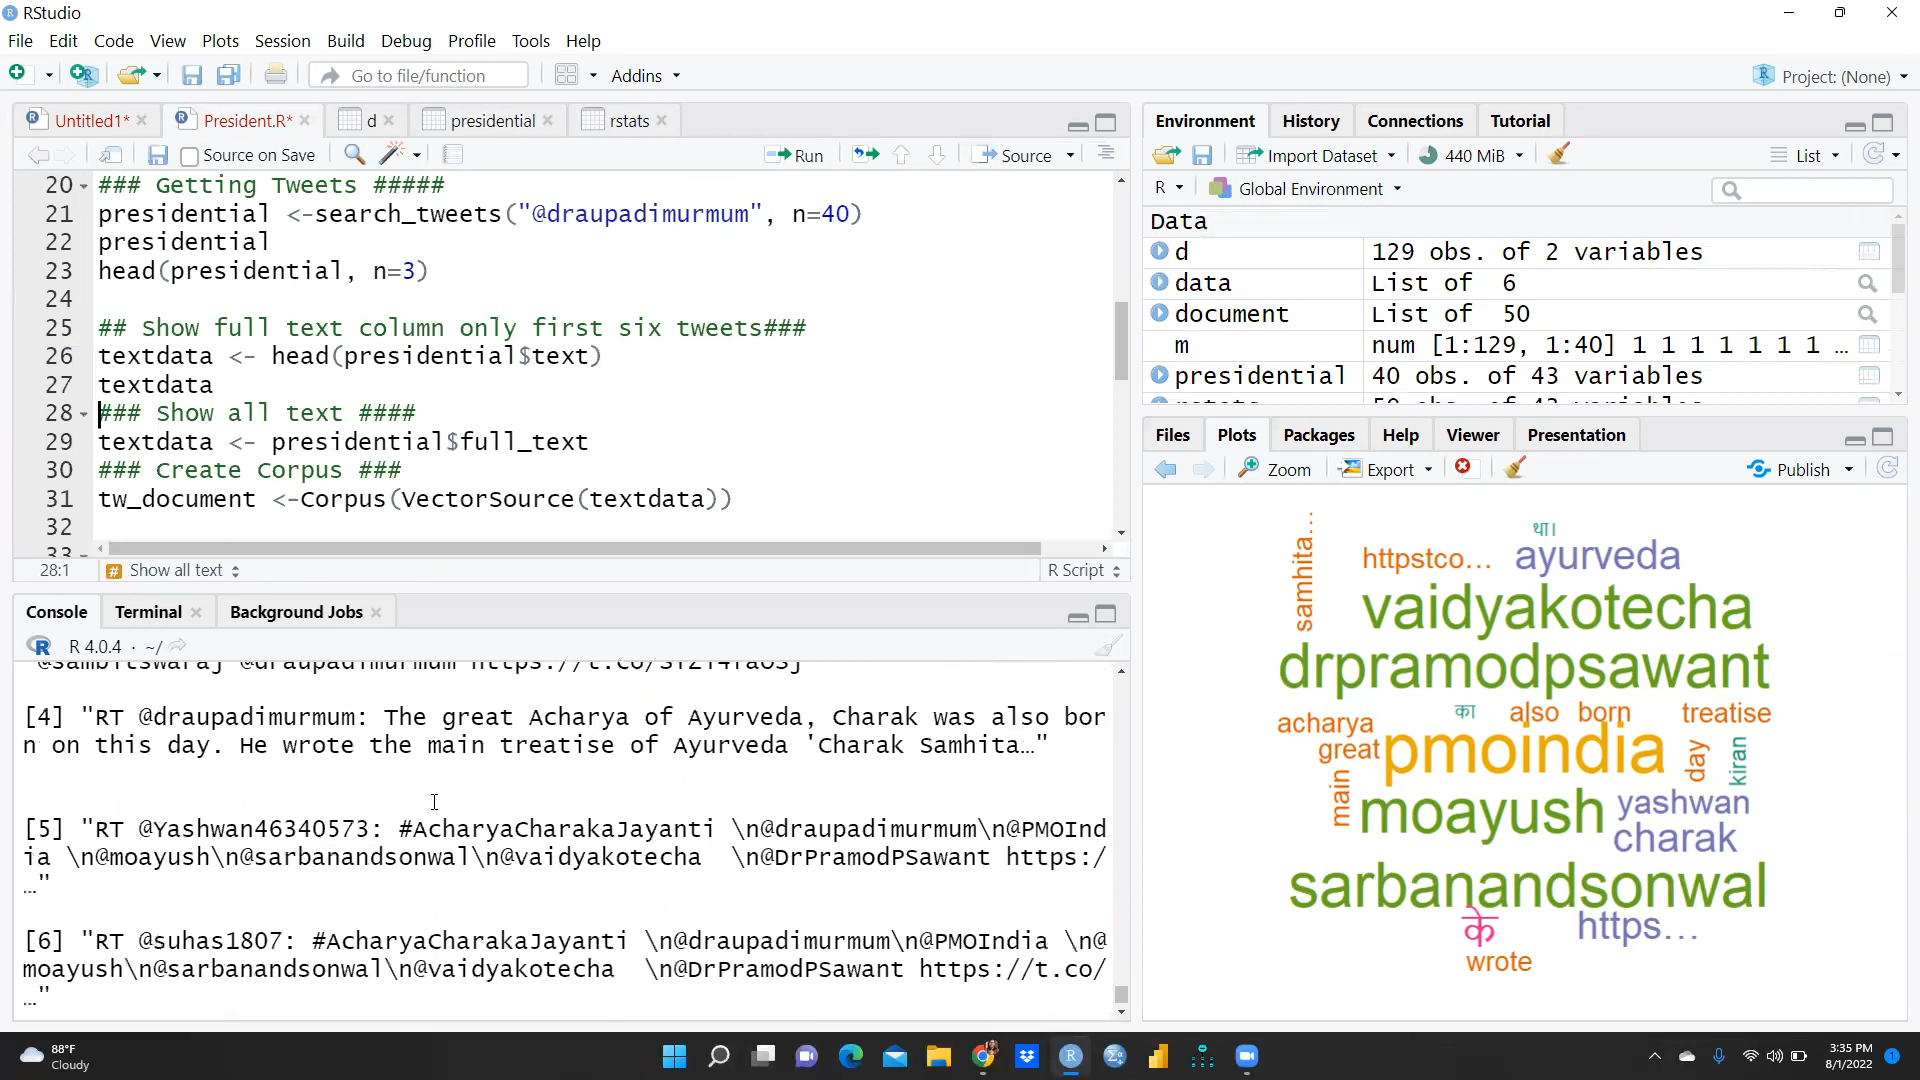 RStudio
File Edit Code View Plots Session Build Debug Profile Tools Help
Go to file/function Addins Project: (None)
Untitled1* President.R* d presidential rstats
Source on Save Run Source
20 ### Getting Tweets #####
21 presidential <-search_tweets("@draupadimurmum", n=40)
22 presidential
23 head(presidential, n=3)
24
25 ## Show full text column only first six tweets###
26 textdata <- head(presidential$text)
27 textdata
28 ### Show all text ####
29 textdata <- presidential$full_text
30 ### Create Corpus ###
31 tw_document <-Corpus(VectorSource(textdata))
32
33
28:1 # Show all text R Script
Console Terminal Background Jobs
R R 4.0.4 · ~/
[4] "RT @draupadimurmum: The great Acharya of Ayurveda, Charak was also bor
n on this day. He wrote the main treatise of Ayurveda 'Charak Samhita…"
[5] "RT @Yashwan46340573: #AcharyaCharakaJayanti \n@draupadimurmum\n@PMOInd
ia \n@moayush\n@sarbanandsonwal\n@vaidyakotecha \n@DrPramodPSawant https:/
…"
[6] "RT @suhas1807: #AcharyaCharakaJayanti \n@draupadimurmum\n@PMOIndia \n@
moayush\n@sarbanandsonwal\n@vaidyakotecha \n@DrPramodPSawant https://t.co/
…"
Environment History Connections Tutorial
Import Dataset 440 MiB List
R Global Environment
Data
d 129 obs. of 2 variables
data List of 6
document List of 50
m num [1:129, 1:40] 1 1 1 1 1 1 1 ...
presidential 40 obs. of 43 variables
Files Plots Packages Help Viewer Presentation
Zoom Export Publish
था।
samhita…
httpstco…
ayurveda
vaidyakotecha
drpramodpsawant
acharya
का
also
born
treatise
great
pmoindia
day
kiran
main
moayush
yashwan
charak
sarbanandsonwal
के
https…
wrote
88°F
Cloudy
3:35 PM
8/1/2022
1